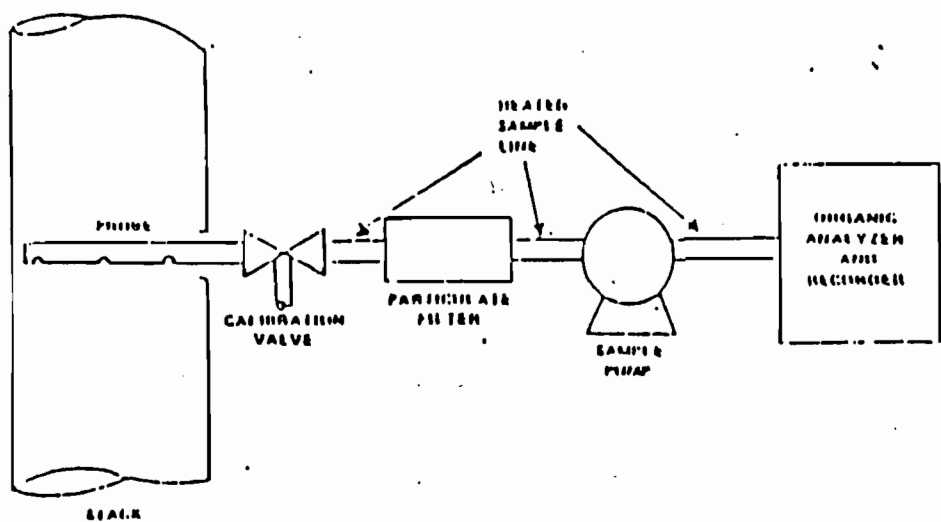 HEATED
SAMPLE
LINE
PROBE
ORGANIC
ANALYZER
AND
RECORDER
CALIBRATION
VALVE
PARTICULATE
FILTER
SAMPLE
PUMP
STACK